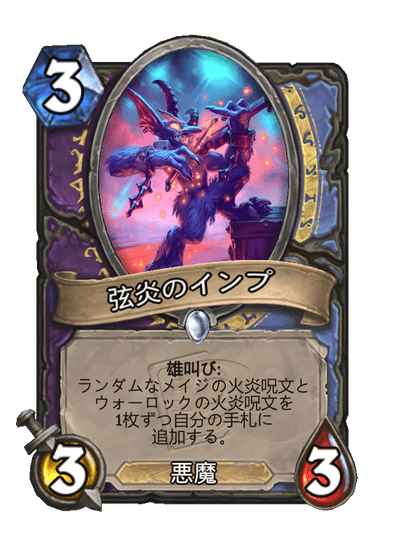 3
弦炎のインプ
雄叫び:
ランダムなメイジの火炎呪文と
ウォーロックの火炎呪文を
1枚ずつ自分の手札に
追加する。
3
悪魔
3